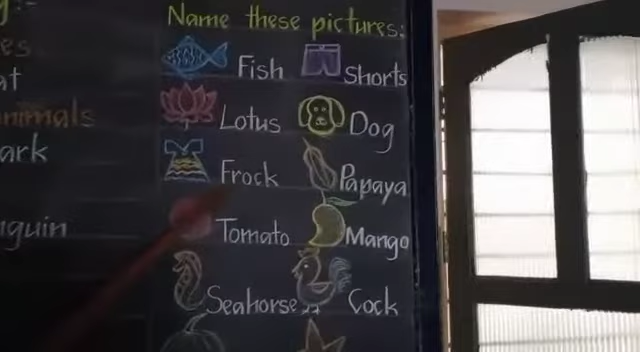 Name these pictures:
Fish Shorts
Lotus Dog
Frock Papaya
Tomato Mango
Seahorse Cock